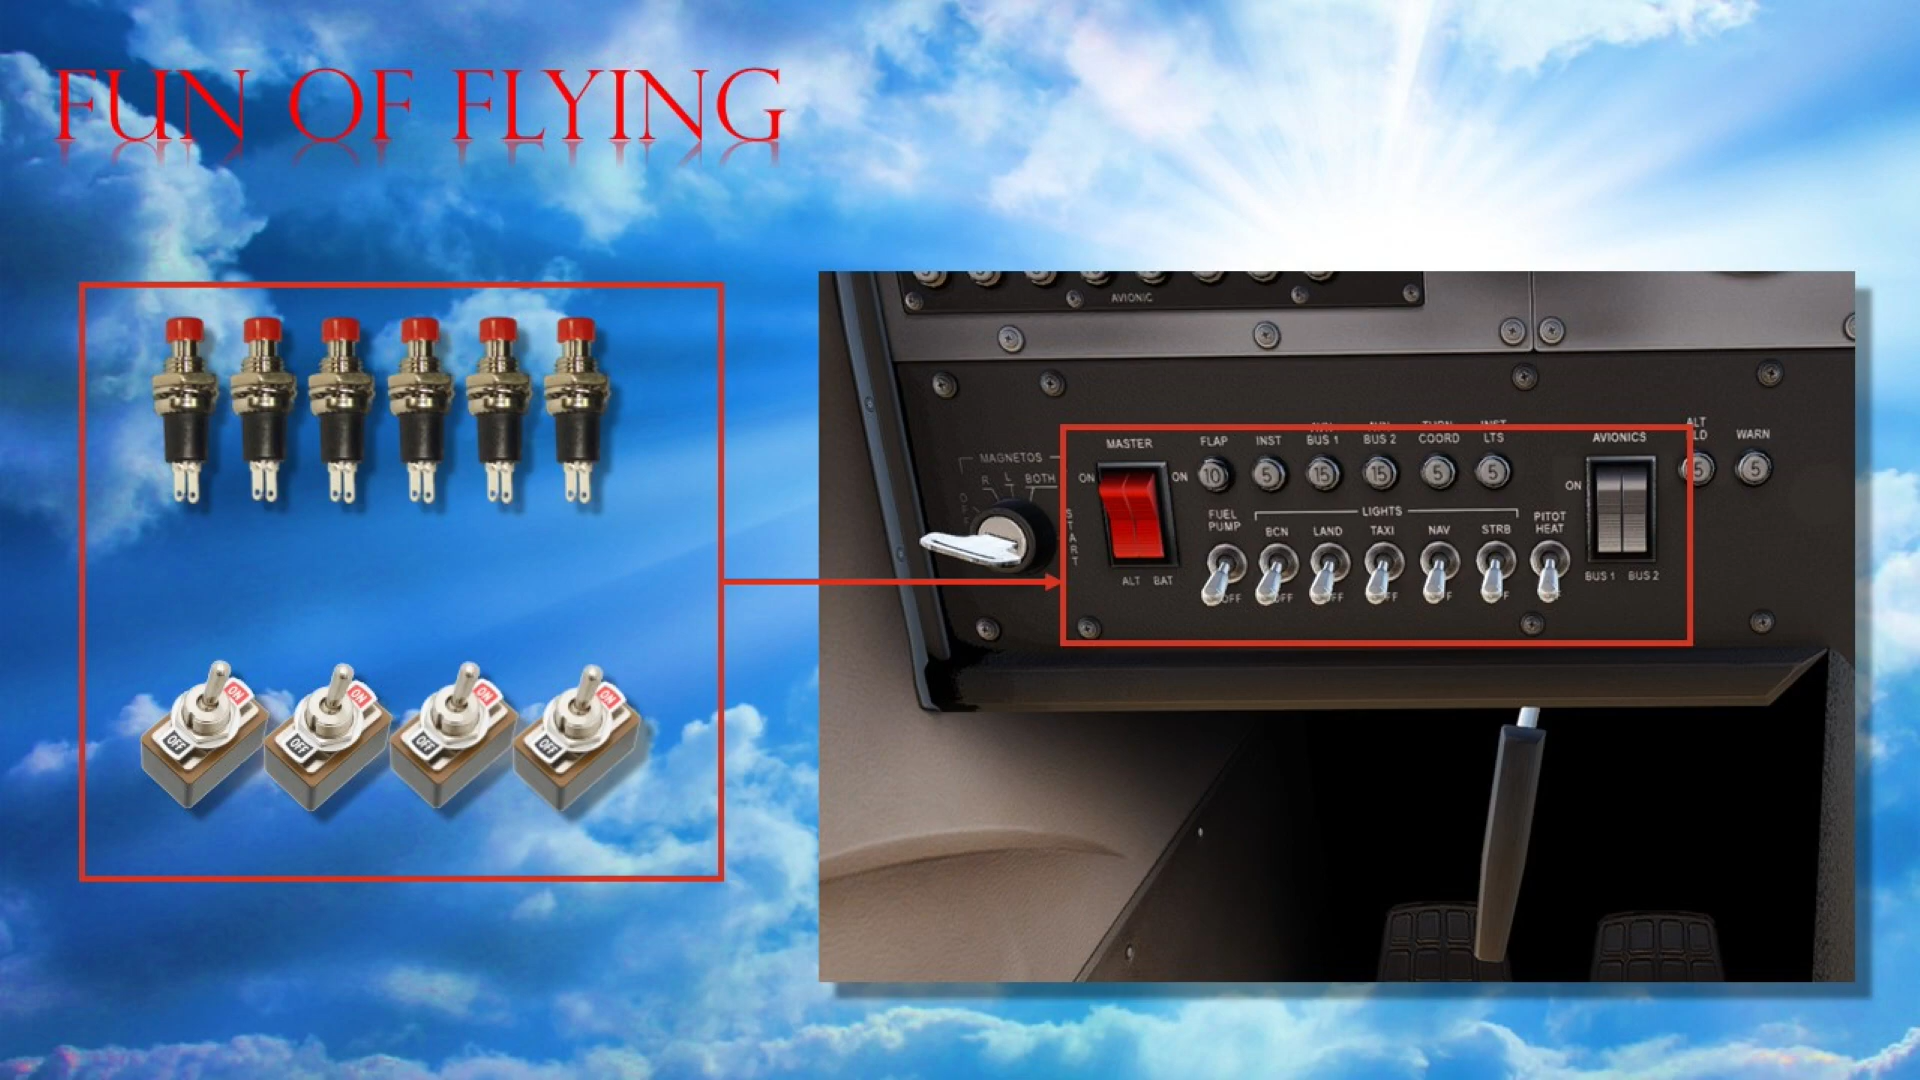 FUN OF FLYING
AVIONIC
MAGNETOS
R L BOTH
START
MASTER
ON
ALT BAT
ON
FLAP INST BUS 1 BUS 2 COORD LTS
10 5 15 15 5 5
FUEL PUMP
LIGHTS
BCN LAND TAXI NAV STRB
PITOT HEAT
OFF OFF
AVIONICS
ON
BUS 1 BUS 2
ALT
WARN
5 5
ON ON ON ON
OFF OFF OFF OFF